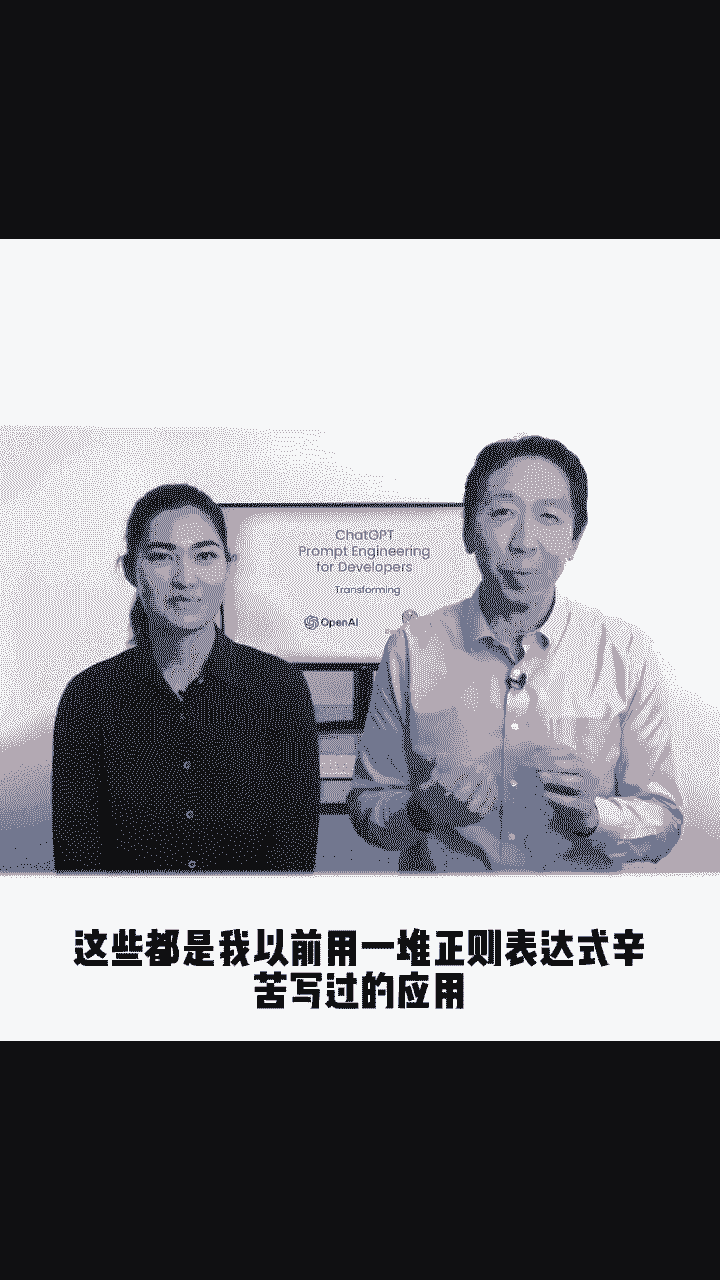 ChatGPT
Prompt Engineering
for Developers
Transforming
OpenAI
这些都是我以前用一堆正则表达式辛
苦写过的应用